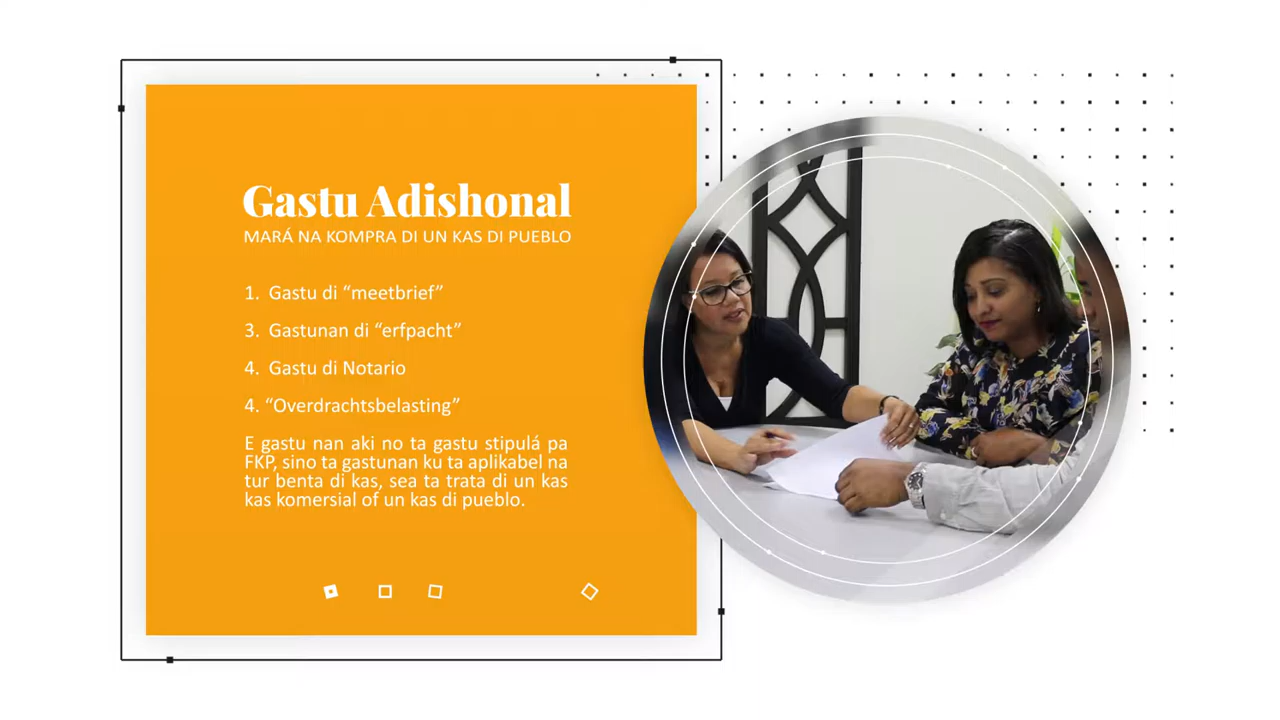 Gastu Adishonal
MARÁ NA KOMPRA DI UN KAS DI PUEBLO
1. Gastu di “meetbrief”
3. Gastunan di “erfpacht”
4. Gastu di Notario
4. “Overdrachtsbelasting”
E gastu nan aki no ta gastu stipulá pa
FKP, sino ta gastunan ku ta aplikabel na
tur benta di kas, sea ta trata di un kas
kas komersial of un kas di pueblo.